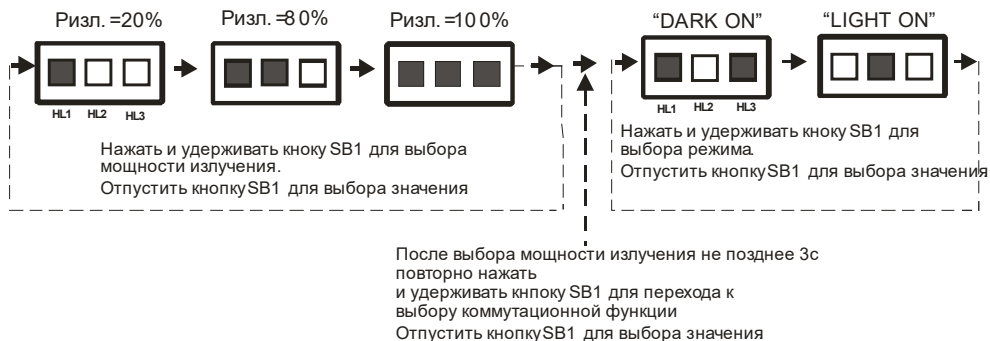 Pизл.=20%
Pизл.=80%
Pизл.=100%
“DARK ON”
“LIGHT ON”
HL1 HL2 HL3
HL1 HL2 HL3
Нажать и удерживать кноку SB1 для выбора
мощности излучения.
Отпустить кнопку SB1 для выбора значения
Нажать и удерживать кноку SB1 для
выбора режима.
Отпустить кнопку SB1 для выбора значения
После выбора мощности излучения не позднее 3с
повторно нажать
и удерживать кнпоку SB1 для перехода к
выбору коммутационной функции
Отпустить кнопку SB1 для выбора значения